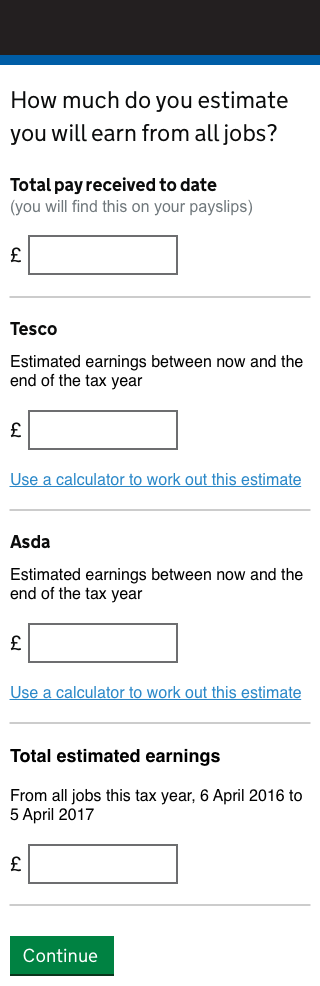 How much do you estimate
you will earn from all jobs?
Total pay received to date
(you will find this on your payslips)
£
Tesco
Estimated earnings between now and the
end of the tax year
£
Use a calculator to work out this estimate
Asda
Estimated earnings between now and the
end of the tax year
£
Use a calculator to work out this estimate
Total estimated earnings
From all jobs this tax year, 6 April 2016 to
5 April 2017
£
Continue